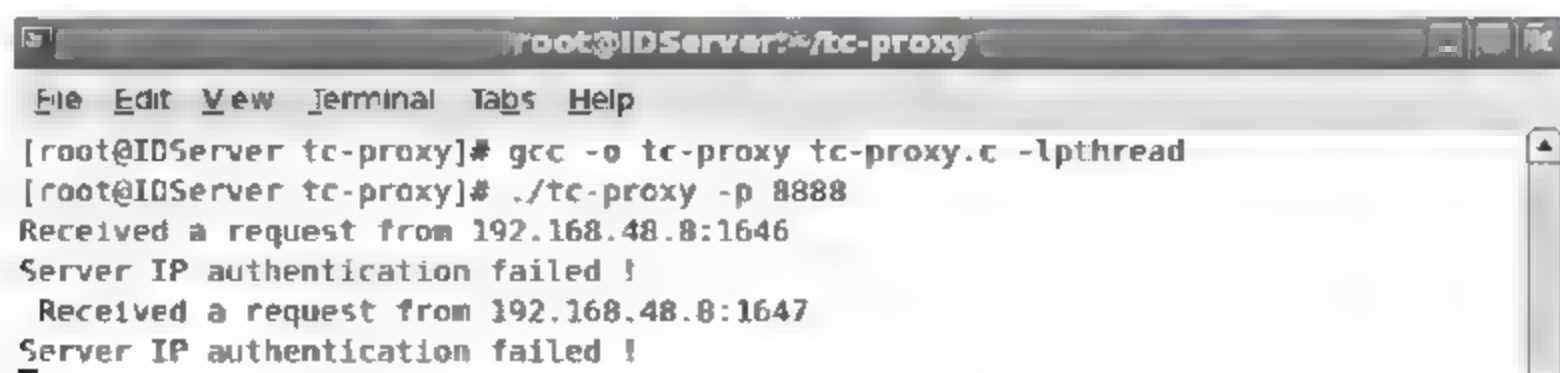 root@IDServer:~/tc-proxy
File Edit View Terminal Tabs Help
[root@IDServer tc-proxy]# gcc -o tc-proxy tc-proxy.c -lpthread
[root@IDServer tc-proxy]# ./tc-proxy -p 8888
Received a request from 192.168.48.8:1646
Server IP authentication failed !
Received a request from 192.168.48.8:1647
Server IP authentication failed !